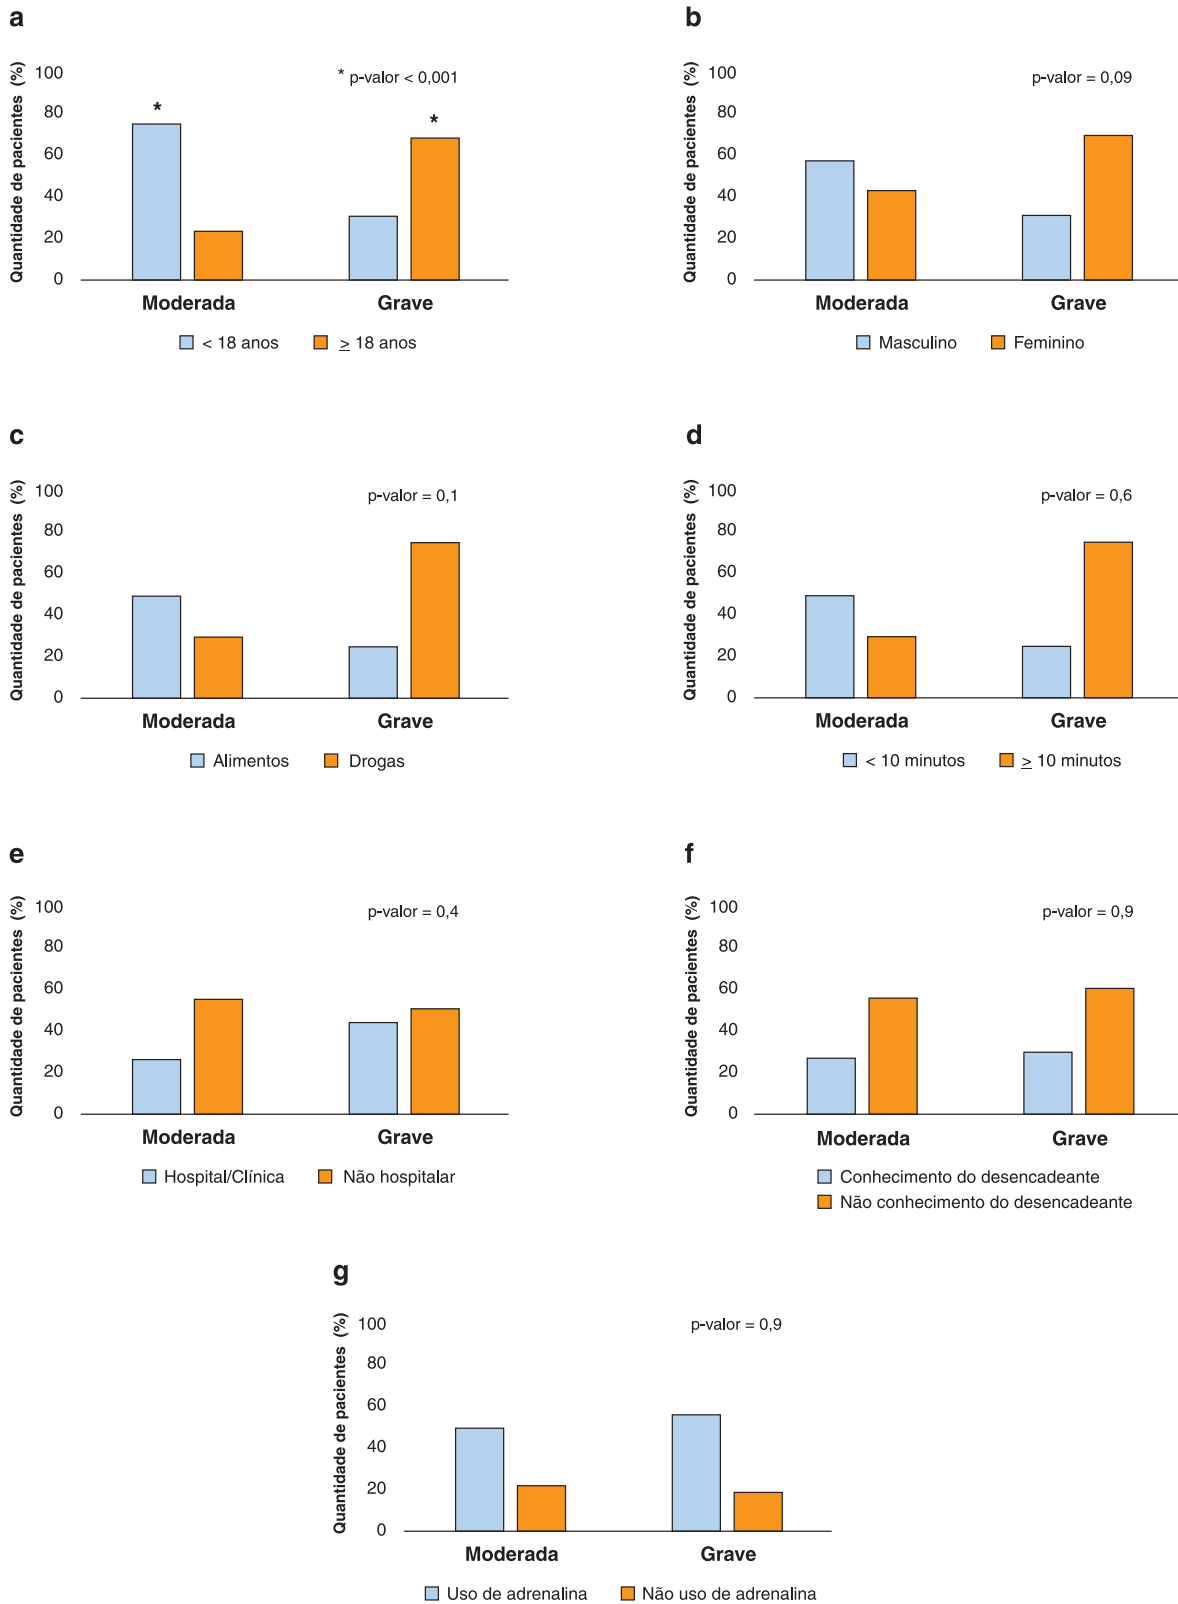 a
Quantidade de pacientes (%)
100
80
60
40
20
0
* p-valor < 0,001
*
*
Moderada
Grave
< 18 anos
≥ 18 anos
b
Quantidade de pacientes (%)
100
80
60
40
20
0
p-valor = 0,09
Moderada
Grave
Masculino
Feminino
c
Quantidade de pacientes (%)
100
80
60
40
20
0
p-valor = 0,1
Moderada
Grave
Alimentos
Drogas
d
Quantidade de pacientes (%)
100
80
60
40
20
0
p-valor = 0,6
Moderada
Grave
< 10 minutos
≥ 10 minutos
e
Quantidade de pacientes (%)
100
80
60
40
20
0
p-valor = 0,4
Moderada
Grave
Hospital/Clínica
Não hospitalar
f
Quantidade de pacientes (%)
100
80
60
40
20
0
p-valor = 0,9
Moderada
Grave
Conhecimento do desencadeante
Não conhecimento do desencadeante
g
Quantidade de pacientes (%)
100
80
60
40
20
0
p-valor = 0,9
Moderada
Grave
Uso de adrenalina
Não uso de adrenalina